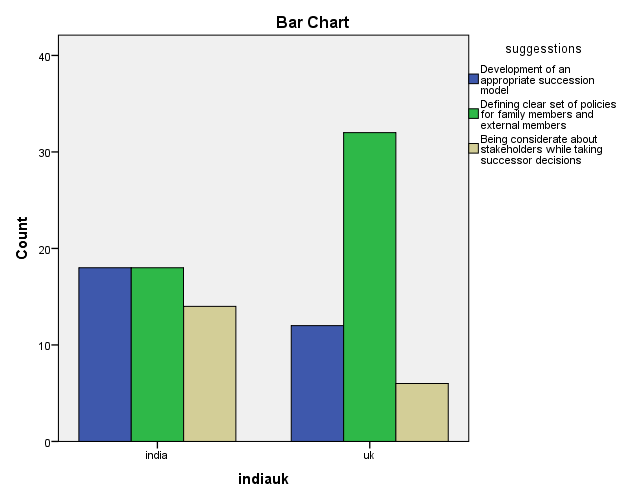 Bar Chart
suggesstions
Development of an
appropriate succession
model
Defining clear set of policies
for family members and
external members
Being considerate about
stakeholders while taking
successor decisions
Count
40
30
20
10
0
india
uk
indiauk